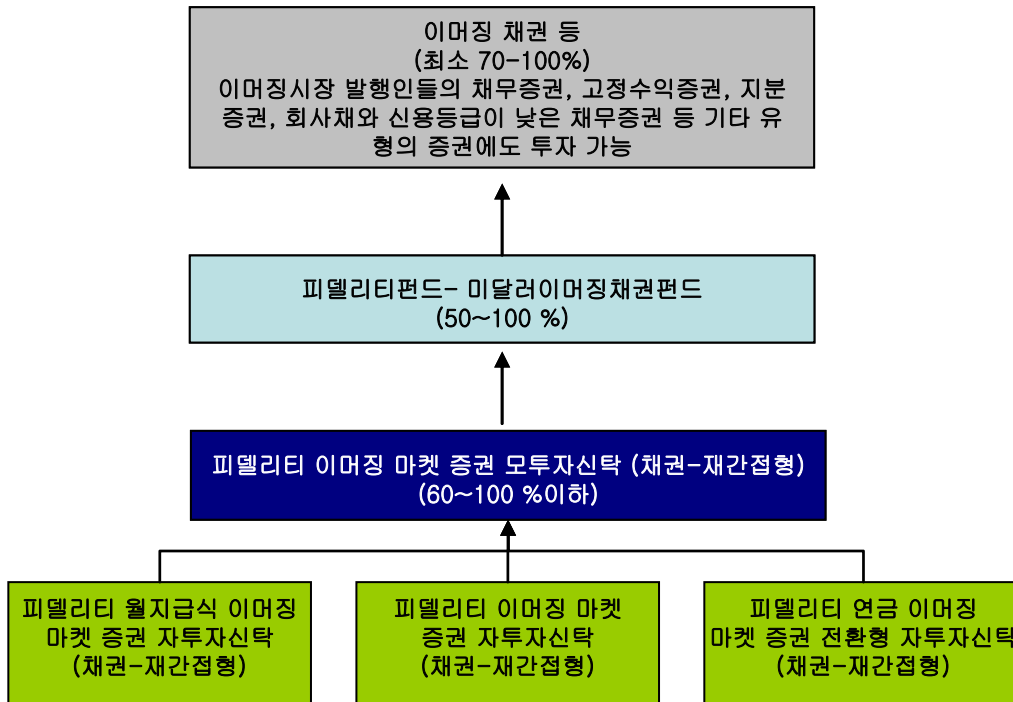 이머징 채권 등
(최소 70-100%)
이머징시장 발행인들의 채무증권, 고정수익증권, 지분
증권, 회사채와 신용등급이 낮은 채무증권 등 기타 유
형의 증권에도 투자 가능
피델리티펀드- 미달러이머징채권펀드
(50~100 %)
피델리티 이머징 마켓 증권 모투자신탁 (채권-재간접형)
(60~100 %이하)
피델리티 월지급식 이머징
마켓 증권 자투자신탁
(채권-재간접형)
피델리티 이머징 마켓
증권 자투자신탁
(채권-재간접형)
피델리티 연금 이머징
마켓 증권 전환형 자투자신탁
(채권-재간접형)